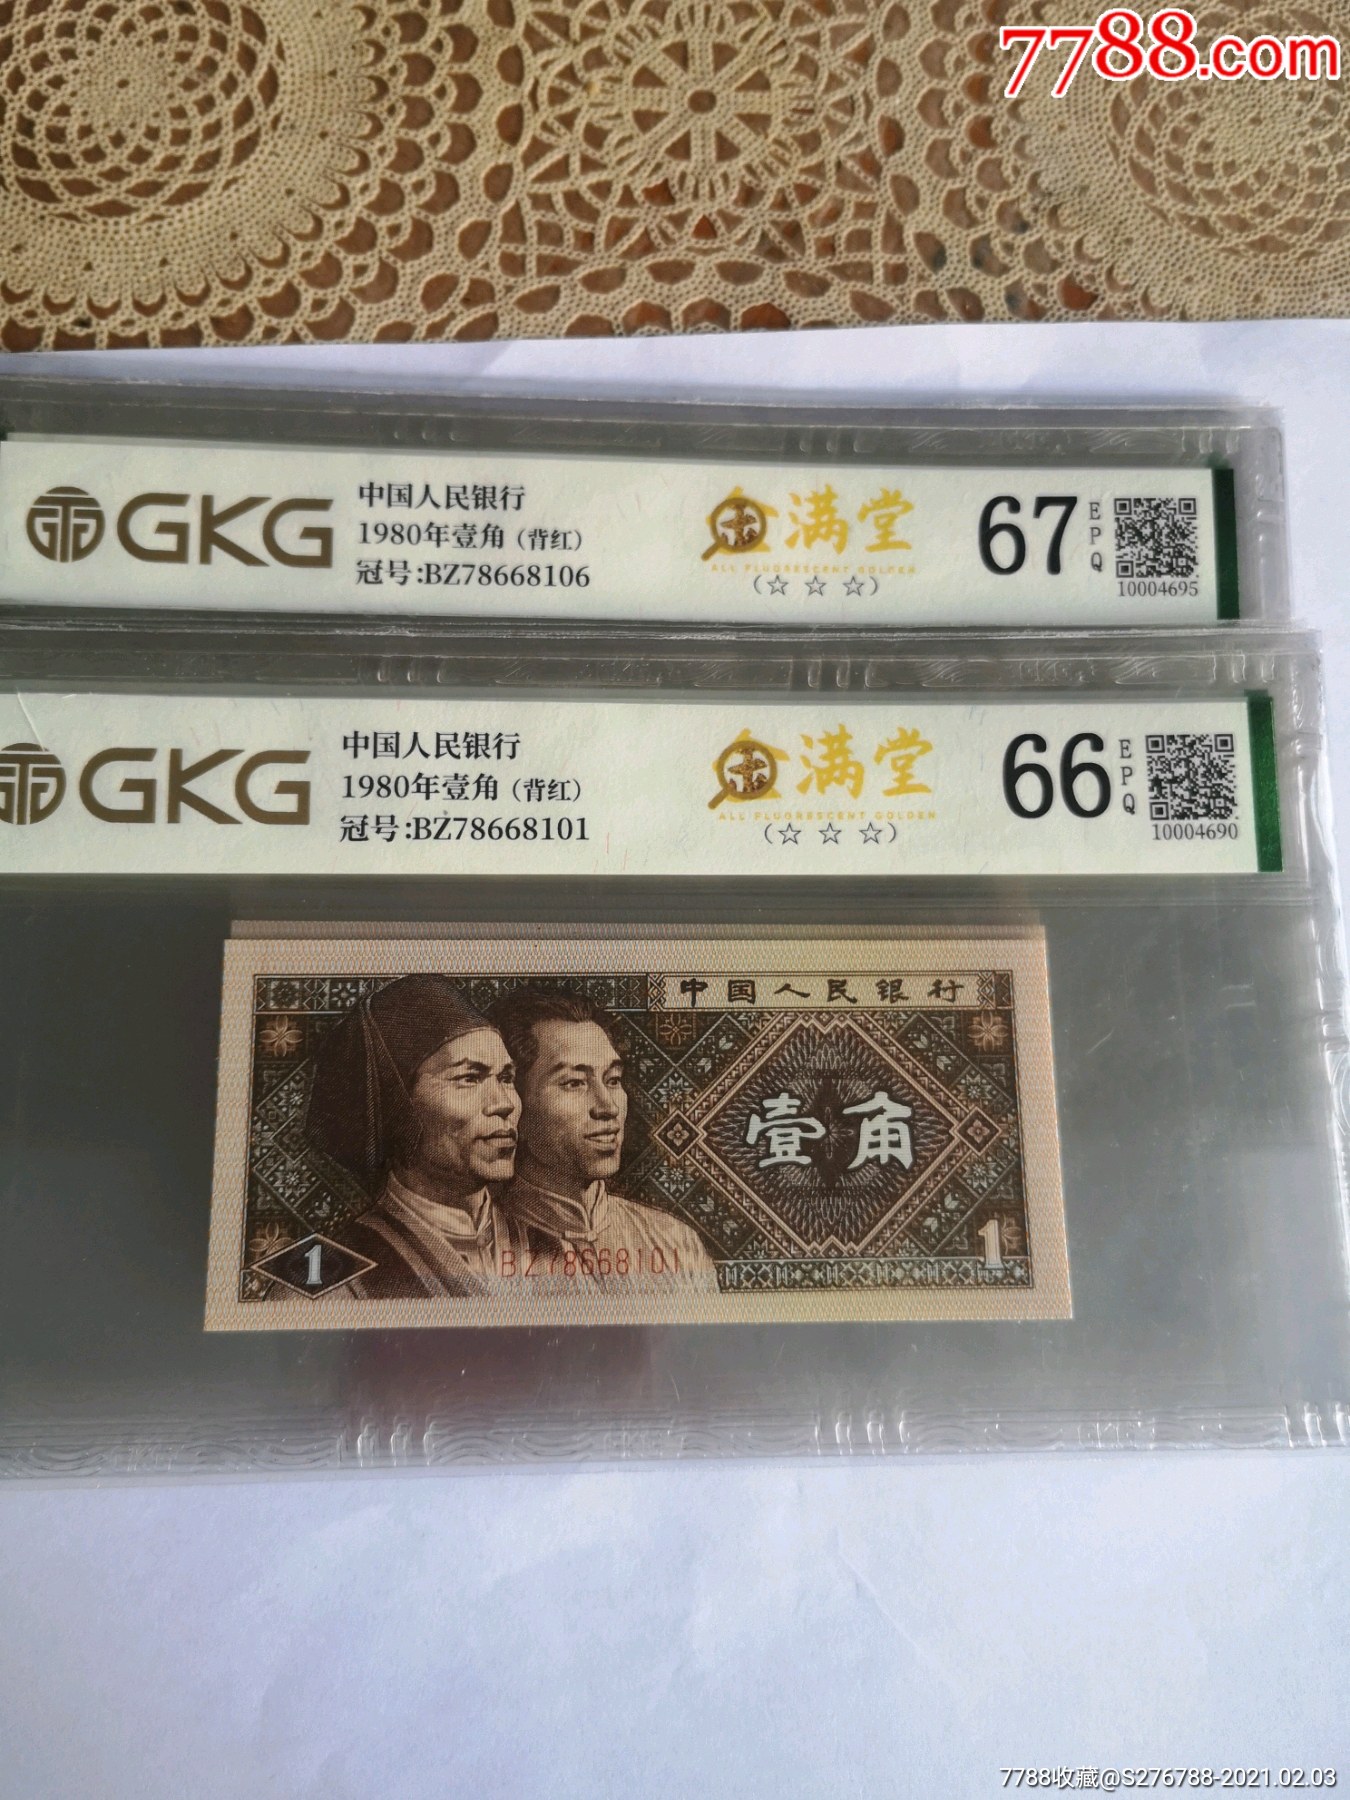 7788.com
GKG
中国人民银行
1980年壹角（背红）
冠号:BZ78668106
金满堂
ALL FLUORESCENT GOLDEN
(☆ ☆ ☆)
67
EPQ
10004695
GKG
中国人民银行
1980年壹角（背红）
冠号:BZ78668101
金满堂
ALL FLUORESCENT GOLDEN
(☆ ☆ ☆)
66
EPQ
10004690
中国人民银行
壹角
BZ78668101
1
1
7788收藏@S276788-2021.02.03